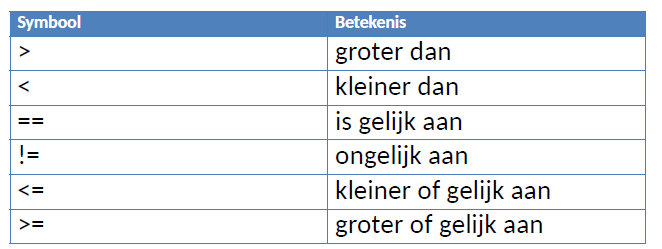 Symbool Betekenis
> groter dan
< kleiner dan
== is gelijk aan
!= ongelijk aan
<= kleiner of gelijk aan
>= groter of gelijk aan